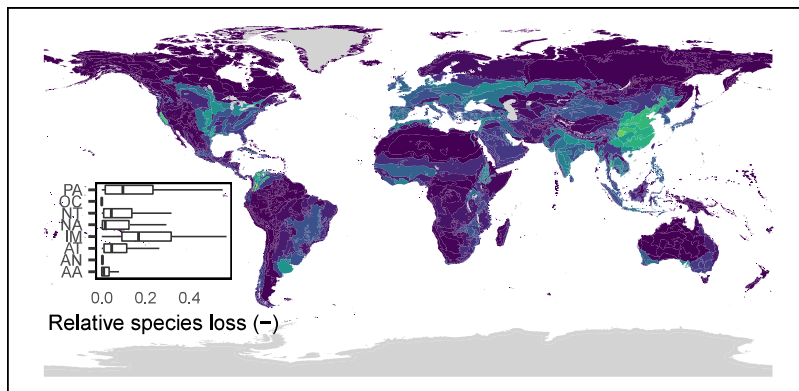 PA
OC
NT
NA
IM
AT
AN
AA
0.0 0.2 0.4
Relative species loss (−)